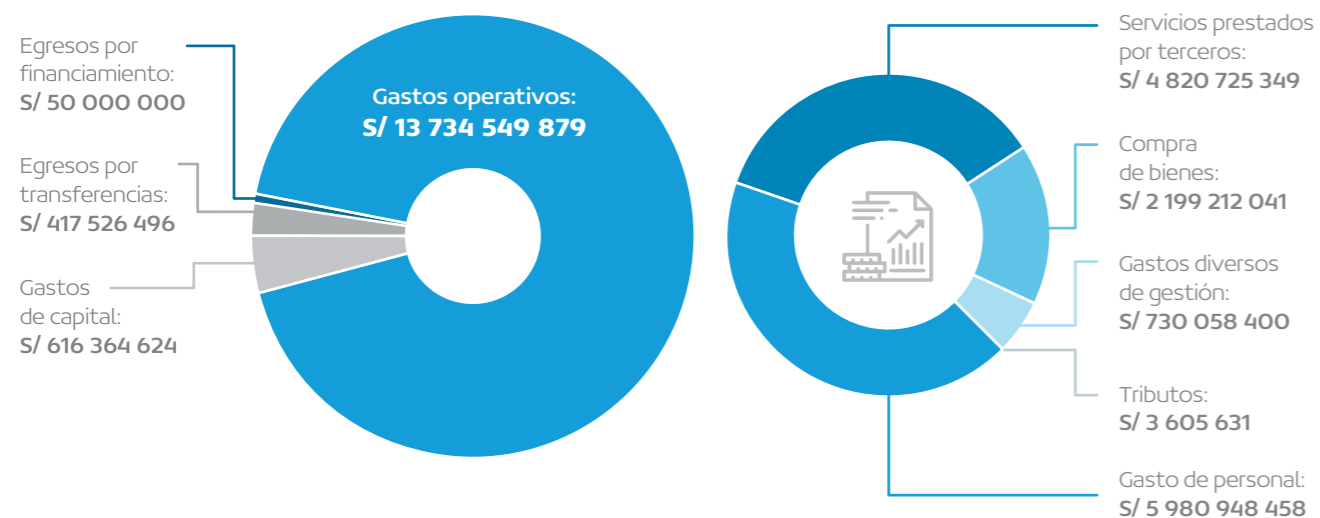 Egresos por
financiamiento:
S/ 50 000 000
Egresos por
transferencias:
S/ 417 526 496
Gastos
de capital:
S/ 616 364 624
Gastos operativos:
S/ 13 734 549 879
Servicios prestados
por terceros:
S/ 4 820 725 349
Compra
de bienes:
S/ 2 199 212 041
Gastos diversos
de gestión:
S/ 730 058 400
Tributos:
S/ 3 605 631
Gasto de personal:
S/ 5 980 948 458